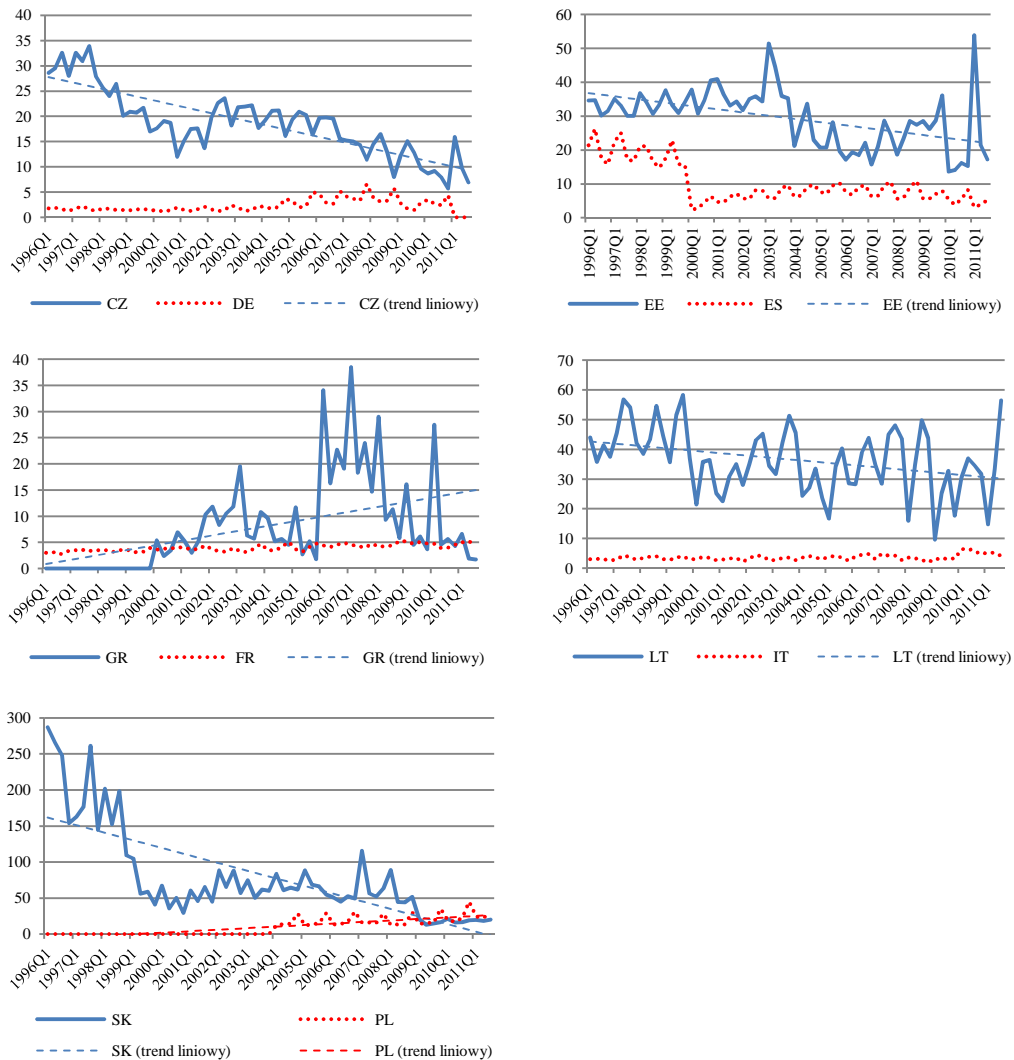 40
35
30
25
20
15
10
5
0
1996Q1
1997Q1
1998Q1
1999Q1
2000Q1
2001Q1
2002Q1
2003Q1
2004Q1
2005Q1
2006Q1
2007Q1
2008Q1
2009Q1
2010Q1
2011Q1
CZ DE CZ (trend liniowy)
60
50
40
30
20
10
0
1996Q1
1997Q1
1998Q1
1999Q1
2000Q1
2001Q1
2002Q1
2003Q1
2004Q1
2005Q1
2006Q1
2007Q1
2008Q1
2009Q1
2010Q1
2011Q1
EE ES EE (trend liniowy)
40
35
30
25
20
15
10
5
0
1996Q1
1997Q1
1998Q1
1999Q1
2000Q1
2001Q1
2002Q1
2003Q1
2004Q1
2005Q1
2006Q1
2007Q1
2008Q1
2009Q1
2010Q1
2011Q1
GR FR GR (trend liniowy)
70
60
50
40
30
20
10
0
1996Q1
1997Q1
1998Q1
1999Q1
2000Q1
2001Q1
2002Q1
2003Q1
2004Q1
2005Q1
2006Q1
2007Q1
2008Q1
2009Q1
2010Q1
2011Q1
LT IT LT (trend liniowy)
300
250
200
150
100
50
0
1996Q1
1997Q1
1998Q1
1999Q1
2000Q1
2001Q1
2002Q1
2003Q1
2004Q1
2005Q1
2006Q1
2007Q1
2008Q1
2009Q1
2010Q1
2011Q1
SK PL
SK (trend liniowy) PL (trend liniowy)